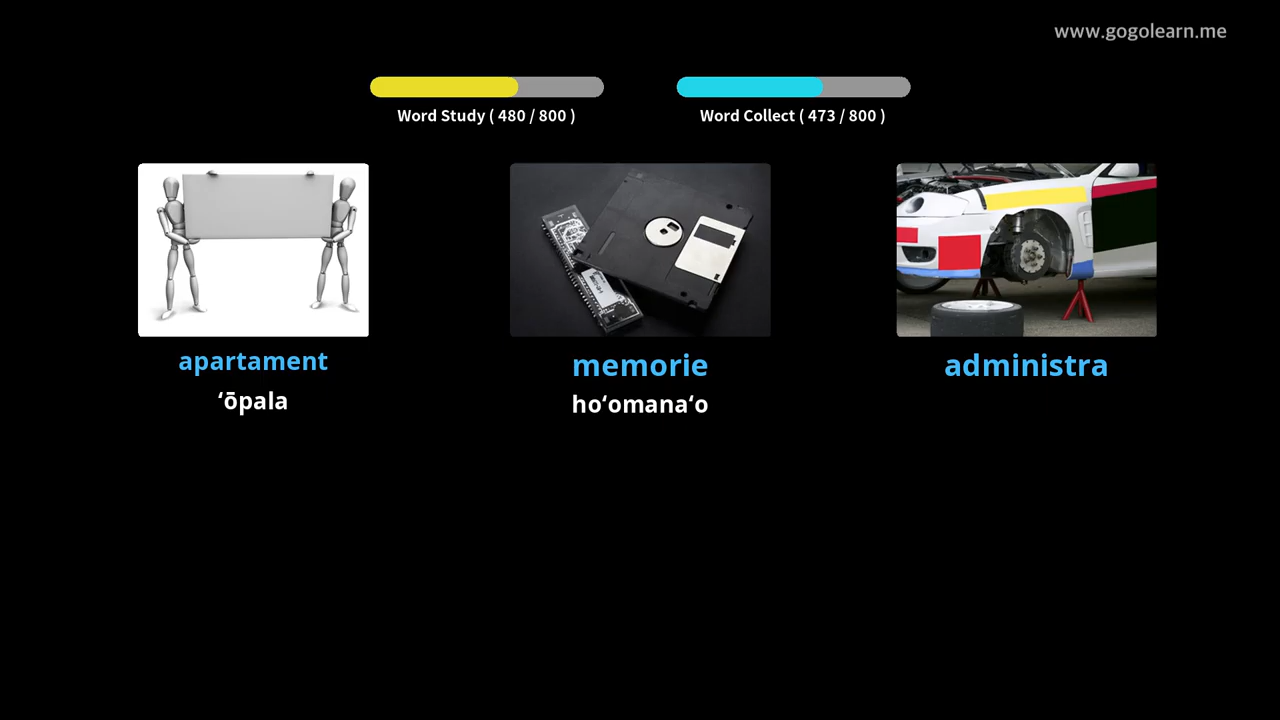 www.gogolearn.me
Word Study ( 480 / 800 )
Word Collect ( 473 / 800 )
apartament
memorie
administra
ʻōpala
hoʻomanaʻo